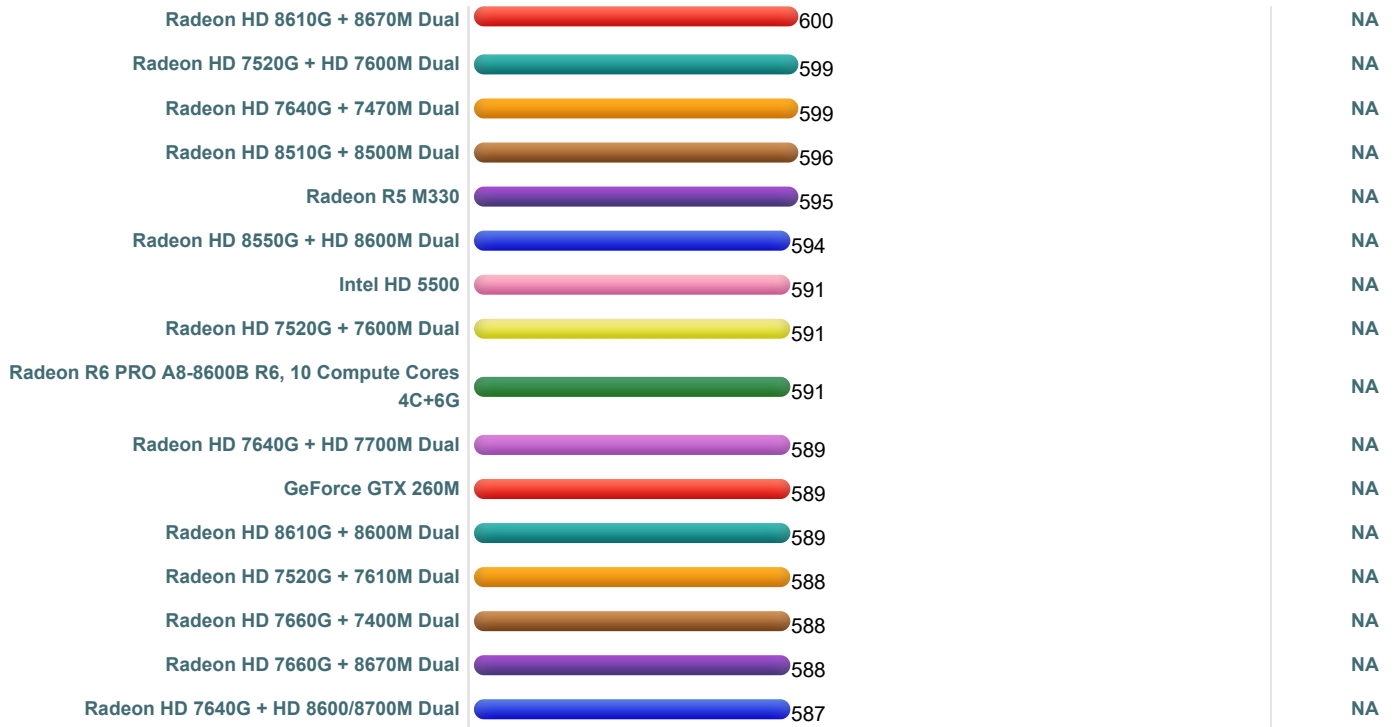 Radeon HD 8610G + 8670M Dual 600 NA
Radeon HD 7520G + HD 7600M Dual 599 NA
Radeon HD 7640G + 7470M Dual 599 NA
Radeon HD 8510G + 8500M Dual 596 NA
Radeon R5 M330 595 NA
Radeon HD 8550G + HD 8600M Dual 594 NA
Intel HD 5500 591 NA
Radeon HD 7520G + 7600M Dual 591 NA
Radeon R6 PRO A8-8600B R6, 10 Compute Cores
4C+6G 591 NA
Radeon HD 7640G + HD 7700M Dual 589 NA
GeForce GTX 260M 589 NA
Radeon HD 8610G + 8600M Dual 589 NA
Radeon HD 7520G + 7610M Dual 588 NA
Radeon HD 7660G + 7400M Dual 588 NA
Radeon HD 7660G + 8670M Dual 588 NA
Radeon HD 7640G + HD 8600/8700M Dual 587 NA